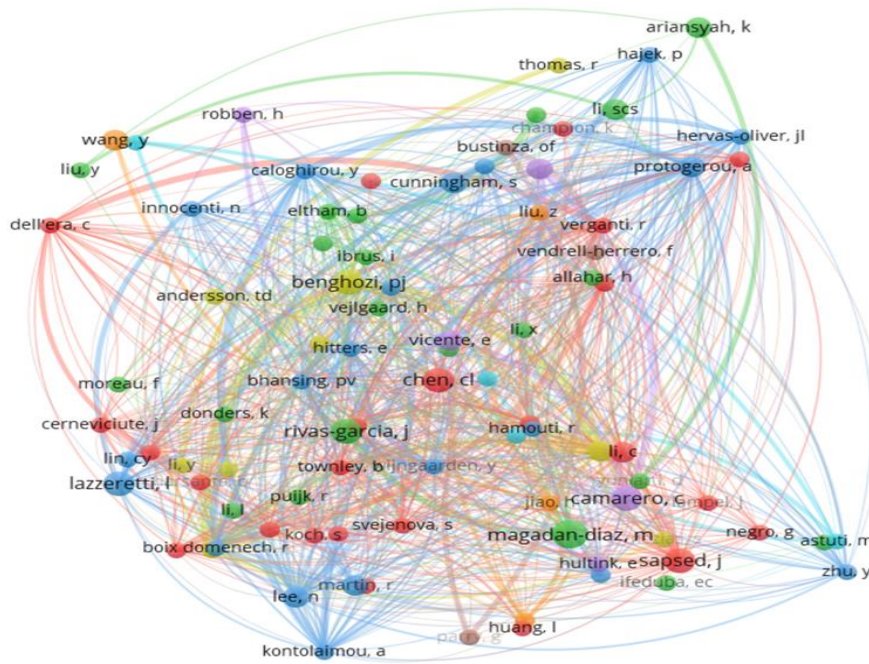 ariansyah, k
hajek, p
thomas, r
li, scs
robben, h
champion, k
hervas-oliver, jl
wang, y
bustinza, of
liu, y
caloghirou, y
cunningham, s
protogerou, a
innocenti, n
eltham, b
liu, z
dell'era, c
verganti, r
ibrus, i
vendrell-herrero, f
benghozi, pj
allahar, h
andersson, td
vejlgaard, h
li, x
hitters, e
vicente, e
moreau, f
bhansing, pv
chen, cl
donders, k
cerneviciute, j
rivas-garcia, j
hamouti, r
lin, cy
li, y
townley, b
li, c
lazzeretti, l
puijk, r
jiao, h
camarero, c
lampel, j
li, l
koch, s
svejenova, s
magadan-diaz, m
negro, g
astuti, m
boix domenech, r
hultink, e
sapsed, j
zhu, y
martin, r
ifeduba, ec
lee, n
huang, l
parry, g
kontolaimou, a